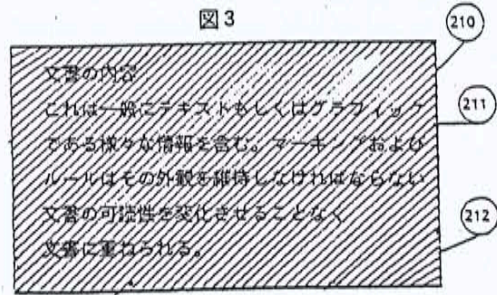 図3
210
文書の内容
211
これは一般にテキストもしくはグラフィック
である様々な情報を含む。マーキングおよび
ルールはその外観を維持しなければならない
212
文書の可読性を変化させることなく
文書に重ねられる。